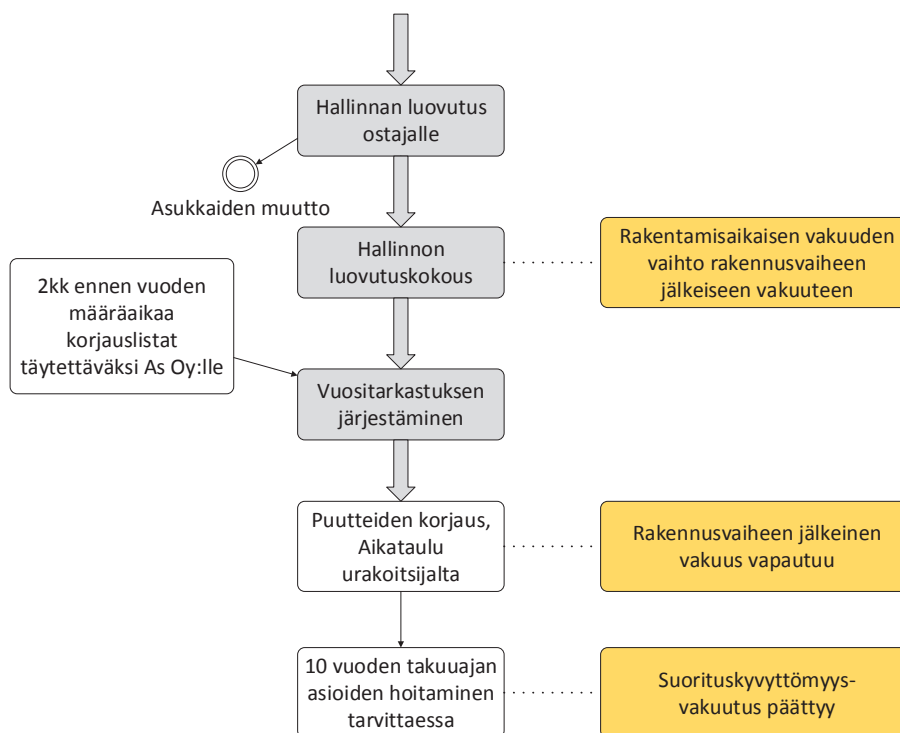 Hallinnan luovutus
ostajalle
Asukkaiden muutto
Hallinnon
luovutuskokous
Rakentamisaikaisen vakuuden
vaihto rakennusvaiheen
jälkeiseen vakuuteen
2kk ennen vuoden
määräaikaa
korjauslistat
täytettäväksi As Oy:lle
Vuositarkastuksen
järjestäminen
Puutteiden korjaus,
Aikataulu
urakoitsijalta
Rakennusvaiheen jälkeinen
vakuus vapautuu
10 vuoden takuuajan
asioiden hoitaminen
tarvittaessa
Suorituskyvyttömyys-
vakuutus päättyy